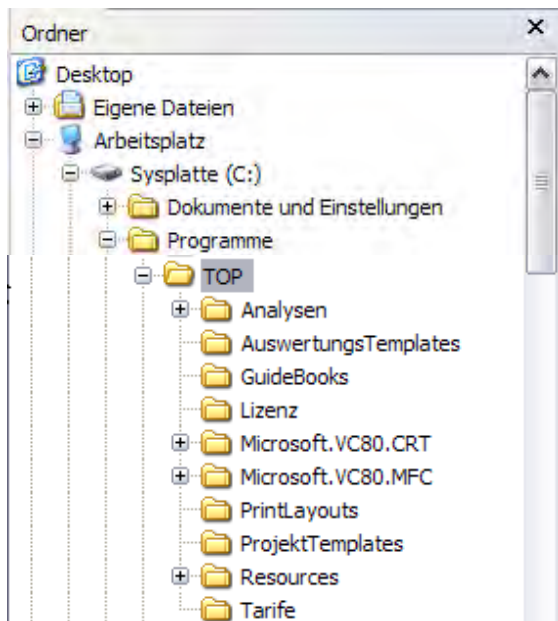 Ordner
Desktop
Eigene Dateien
Arbeitsplatz
Sysplatte (C:)
Dokumente und Einstellungen
Programme
TOP
Analysen
AuswertungsTemplates
GuideBooks
Lizenz
Microsoft.VC80.CRT
Microsoft.VC80.MFC
PrintLayouts
ProjektTemplates
Resources
Tarife